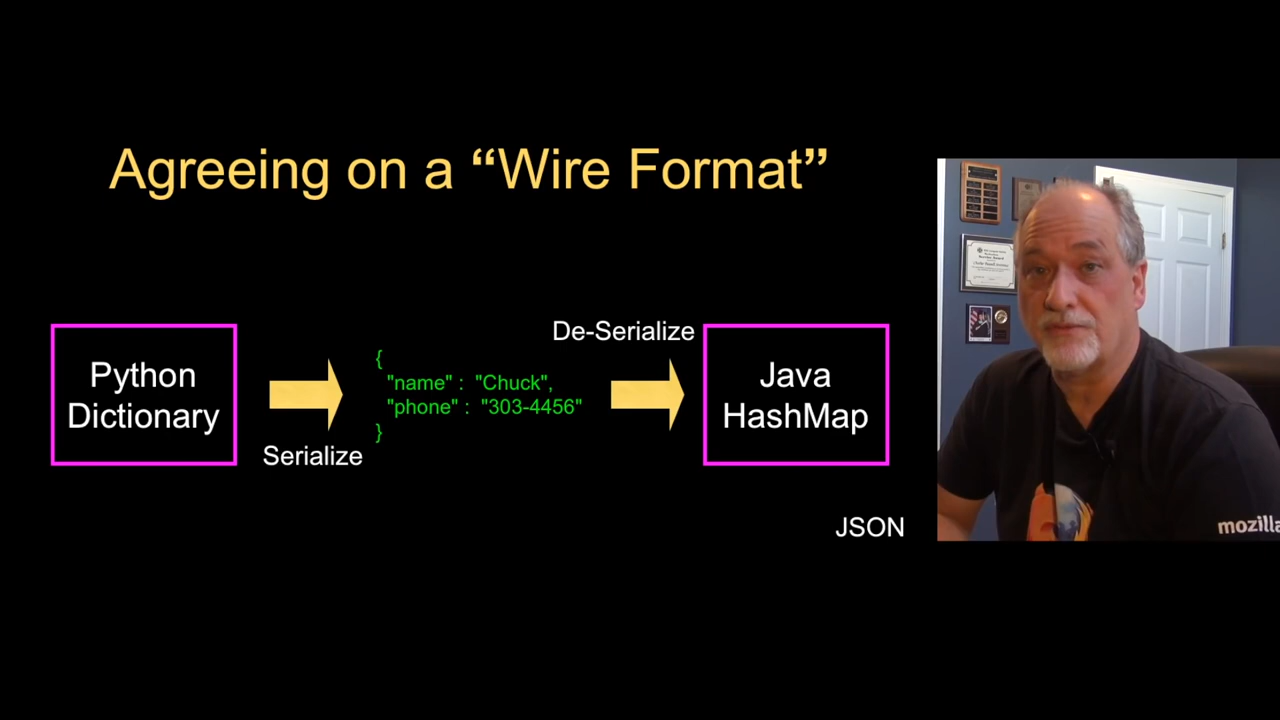 Agreeing on a “Wire Format”
Python
Dictionary
Serialize
{
"name" : "Chuck",
"phone" : "303-4456"
}
De-Serialize
Java
HashMap
JSON
mozilla